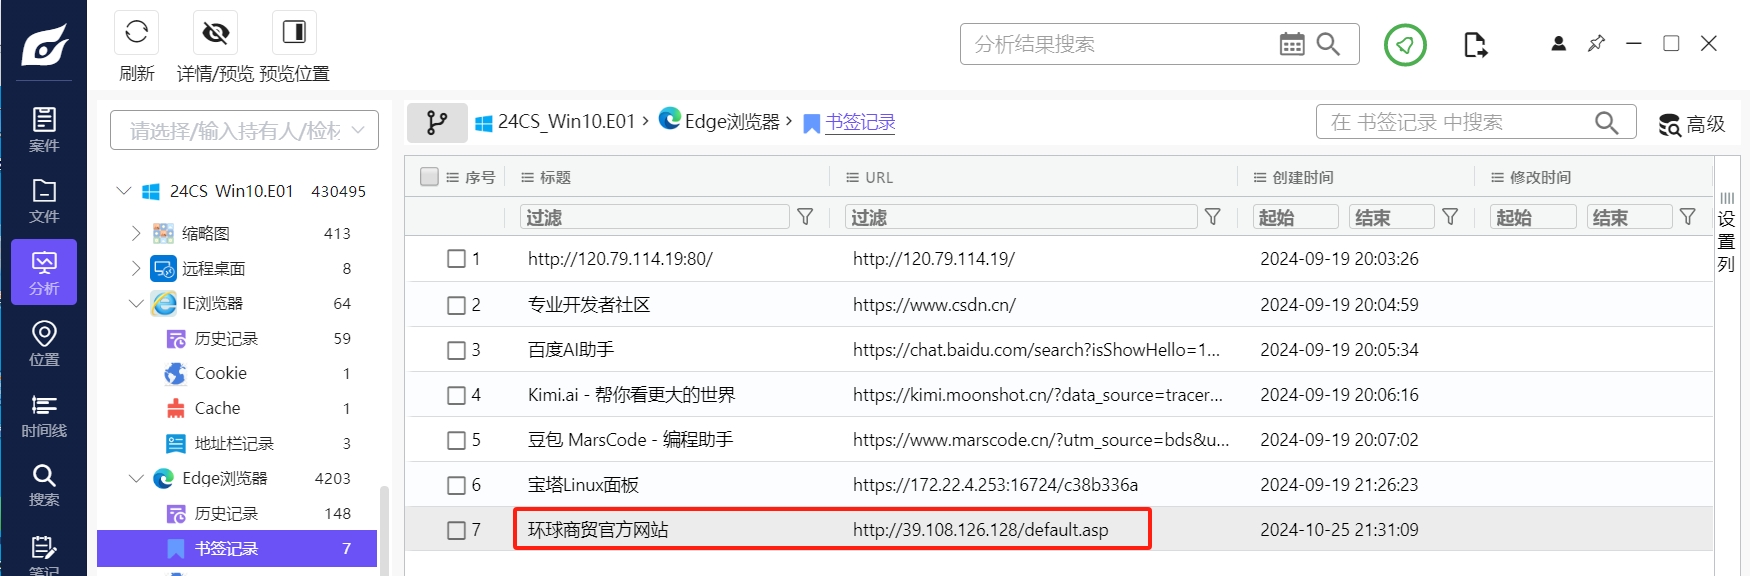 刷新
详情/预览
预览位置
分析结果搜索
案件
文件
分析
位置
时间线
搜索
笔记
请选择/输入持有人/检材
24CS_Win10.E01 430495
缩略图 413
远程桌面 8
IE浏览器 64
历史记录 59
Cookie 1
Cache 1
地址栏记录 3
Edge浏览器 4203
历史记录 148
书签记录 7
24CS_Win10.E01 › Edge浏览器 › 书签记录
在 书签记录 中搜索
高级
序号 标题 URL 创建时间 修改时间
过滤 过滤 起始 结束 起始 结束
1 http://120.79.114.19:80/ http://120.79.114.19/ 2024-09-19 20:03:26
2 专业开发者社区 https://www.csdn.cn/ 2024-09-19 20:04:59
3 百度AI助手 https://chat.baidu.com/search?isShowHello=1... 2024-09-19 20:05:34
4 Kimi.ai - 帮你看更大的世界 https://kimi.moonshot.cn/?data_source=tracer... 2024-09-19 20:06:16
5 豆包 MarsCode - 编程助手 https://www.marscode.cn/?utm_source=bds&u... 2024-09-19 20:07:02
6 宝塔Linux面板 https://172.22.4.253:16724/c38b336a 2024-09-19 21:26:23
7 环球商贸官方网站 http://39.108.126.128/default.asp 2024-10-25 21:31:09
设置列